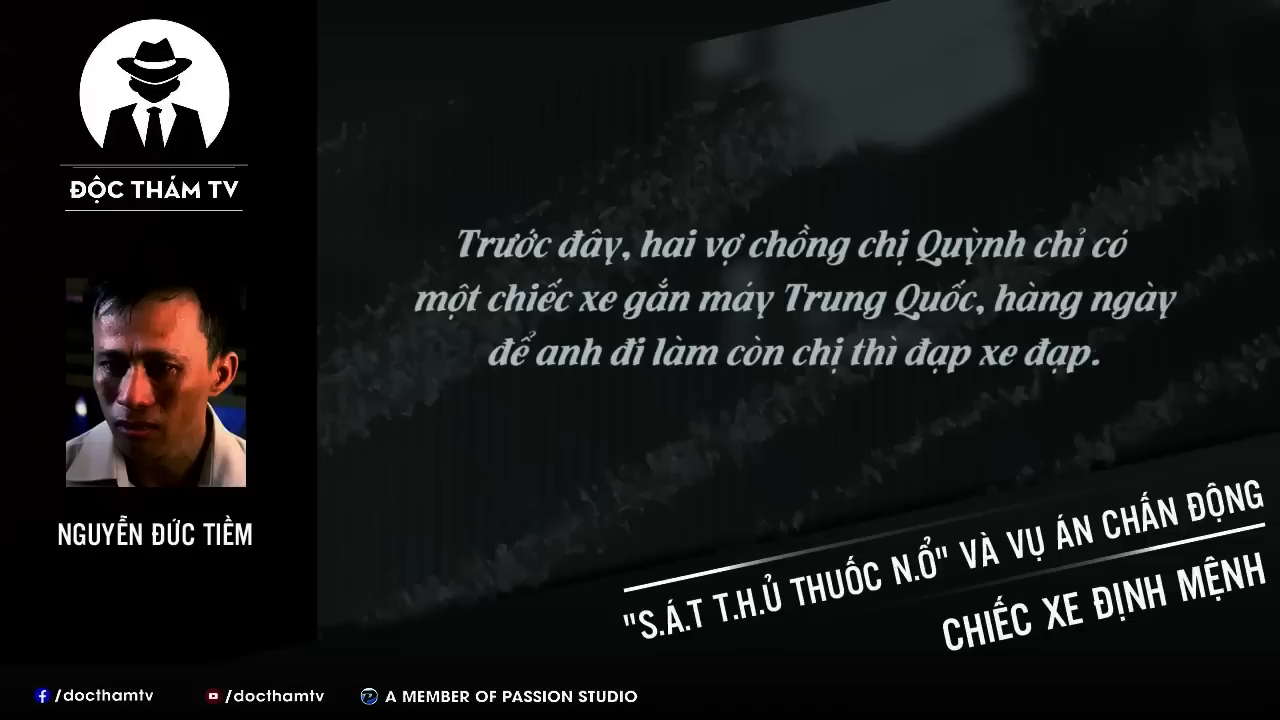 ĐỘC THÁM TV
Trước đây, hai vợ chồng chị Quỳnh chỉ có
một chiếc xe gắn máy Trung Quốc, hàng ngày
để anh đi làm còn chị thì đạp xe đạp.
NGUYỄN ĐỨC TIỀM
"S.Á.T T.H.Ủ THUỐC N.Ổ" VÀ VỤ ÁN CHẤN ĐỘNG
CHIẾC XE ĐỊNH MỆNH
/docthamtv
/docthamtv
A MEMBER OF PASSION STUDIO